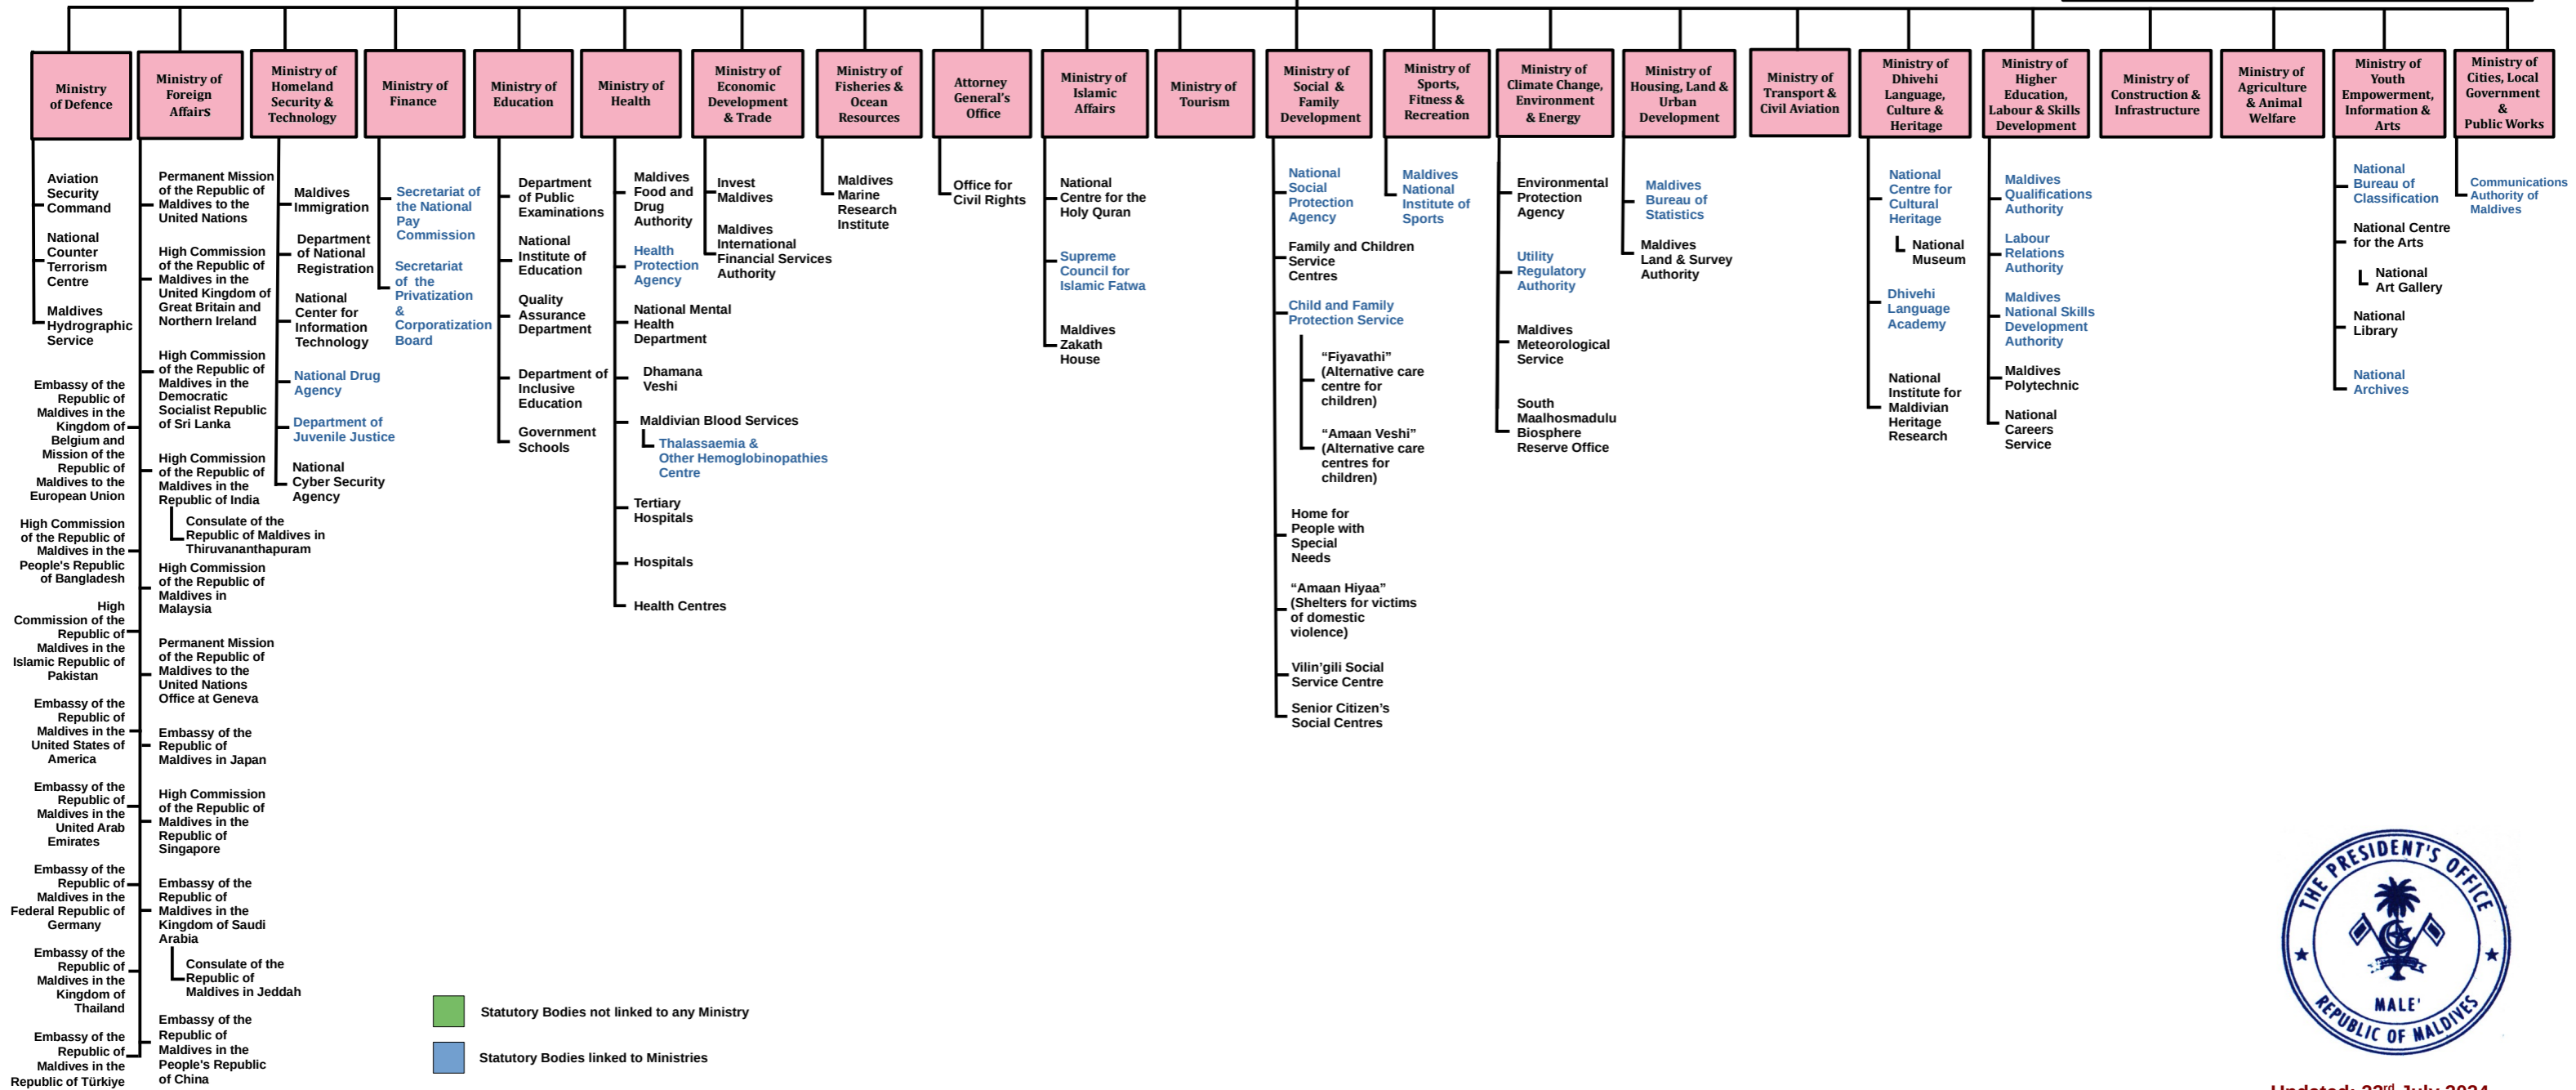 Ministry
of Defence
Ministry of
Foreign
Affairs
Ministry of
Homeland
Security &
Technology
Ministry of
Finance
Ministry of
Education
Ministry of
Health
Ministry of
Economic
Development
& Trade
Ministry of
Fisheries &
Ocean
Resources
Attorney
General's
Office
Ministry of
Islamic
Affairs
Ministry of
Tourism
Ministry of
Social &
Family
Development
Ministry of
Sports,
Fitness &
Recreation
Ministry of
Climate Change,
Environment
& Energy
Ministry of
Housing, Land &
Urban
Development
Ministry of
Transport &
Civil Aviation
Ministry of
Dhivehi
Language,
Culture &
Heritage
Ministry of
Higher
Education,
Labour & Skills
Development
Ministry of
Construction &
Infrastructure
Ministry of
Agriculture
& Animal
Welfare
Ministry of
Youth
Empowerment,
Information &
Arts
Ministry of
Cities, Local
Government
&
Public Works
Aviation
Security
Command
National
Counter
Terrorism
Centre
Maldives
Hydrographic
Service
Permanent Mission
of the Republic of
Maldives to the
United Nations
High Commission
of the Republic of
Maldives in the
United Kingdom of
Great Britain and
Northern Ireland
High Commission
of the Republic of
Maldives in the
Democratic
Socialist Republic
of Sri Lanka
High Commission
of the Republic of
Maldives in the
Republic of India
Consulate of the
Republic of Maldives in
Thiruvananthapuram
High Commission
of the Republic of
Maldives in
Malaysia
Permanent Mission
of the Republic of
Maldives to the
United Nations
Office at Geneva
Embassy of the
Republic of
Maldives in Japan
High Commission
of the Republic of
Maldives in the
Republic of
Singapore
Embassy of the
Republic of
Maldives in the
Kingdom of Saudi
Arabia
Consulate of the
Republic of
Maldives in Jeddah
Embassy of the
Republic of
Maldives in the
People's Republic
of China
Embassy of the
Republic of
Maldives in the
Kingdom of
Belgium and
Mission of the
Republic of
Maldives to the
European Union
High Commission
of the Republic of
Maldives in the
People's Republic
of Bangladesh
High
Commission of the
Republic of
Maldives in the
Islamic Republic of
Pakistan
Embassy of the
Republic of
Maldives in the
United States of
America
Embassy of the
Republic of
Maldives in the
United Arab
Emirates
Embassy of the
Republic of
Maldives in the
Federal Republic of
Germany
Embassy of the
Republic of
Maldives in the
Kingdom of
Thailand
Embassy of the
Republic of
Maldives in the
Republic of Türkiye
Maldives
Immigration
Department
of National
Registration
National
Center for
Information
Technology
National Drug
Agency
Department of
Juvenile Justice
National
Cyber Security
Agency
Secretariat of
the National
Pay
Commission
Secretariat
of the
Privatization
&
Corporatization
Board
Department
of Public
Examinations
National
Institute of
Education
Quality
Assurance
Department
Department of
Inclusive
Education
Government
Schools
Maldives
Food and
Drug
Authority
Health
Protection
Agency
National Mental
Health
Department
Dhamana
Veshi
Maldivian Blood Services
Thalassaemia &
Other Hemoglobinopathies
Centre
Tertiary
Hospitals
Hospitals
Health Centres
Invest
Maldives
Maldives
International
Financial Services
Authority
Maldives
Marine
Research
Institute
Office for
Civil Rights
National
Centre for the
Holy Quran
Supreme
Council for
Islamic Fatwa
Maldives
Zakath
House
National
Social
Protection
Agency
Family and Children
Service
Centres
Child and Family
Protection Service
“Fiyavathi”
(Alternative care
centre for
children)
“Amaan Veshi”
(Alternative care
centres for
children)
Home for
People with
Special
Needs
“Amaan Hiyaa”
(Shelters for victims
of domestic
violence)
Vilin’gili Social
Service Centre
Senior Citizen’s
Social Centres
Maldives
National
Institute of
Sports
Environmental
Protection
Agency
Utility
Regulatory
Authority
Maldives
Meteorological
Service
South
Maalhosmadulu
Biosphere
Reserve Office
Maldives
Bureau of
Statistics
Maldives
Land & Survey
Authority
National
Centre for
Cultural
Heritage
National
Museum
Dhivehi
Language
Academy
National
Institute for
Maldivian
Heritage
Research
Maldives
Qualifications
Authority
Labour
Relations
Authority
Maldives
National Skills
Development
Authority
Maldives
Polytechnic
National
Careers
Service
National
Bureau of
Classification
National Centre
for the Arts
National
Art Gallery
National
Library
National
Archives
Communications
Authority of
Maldives
Statutory Bodies not linked to any Ministry
Statutory Bodies linked to Ministries
THE PRESIDENT'S OFFICE
MALE'
REPUBLIC OF MALDIVES
Updated: 23rd July 2024